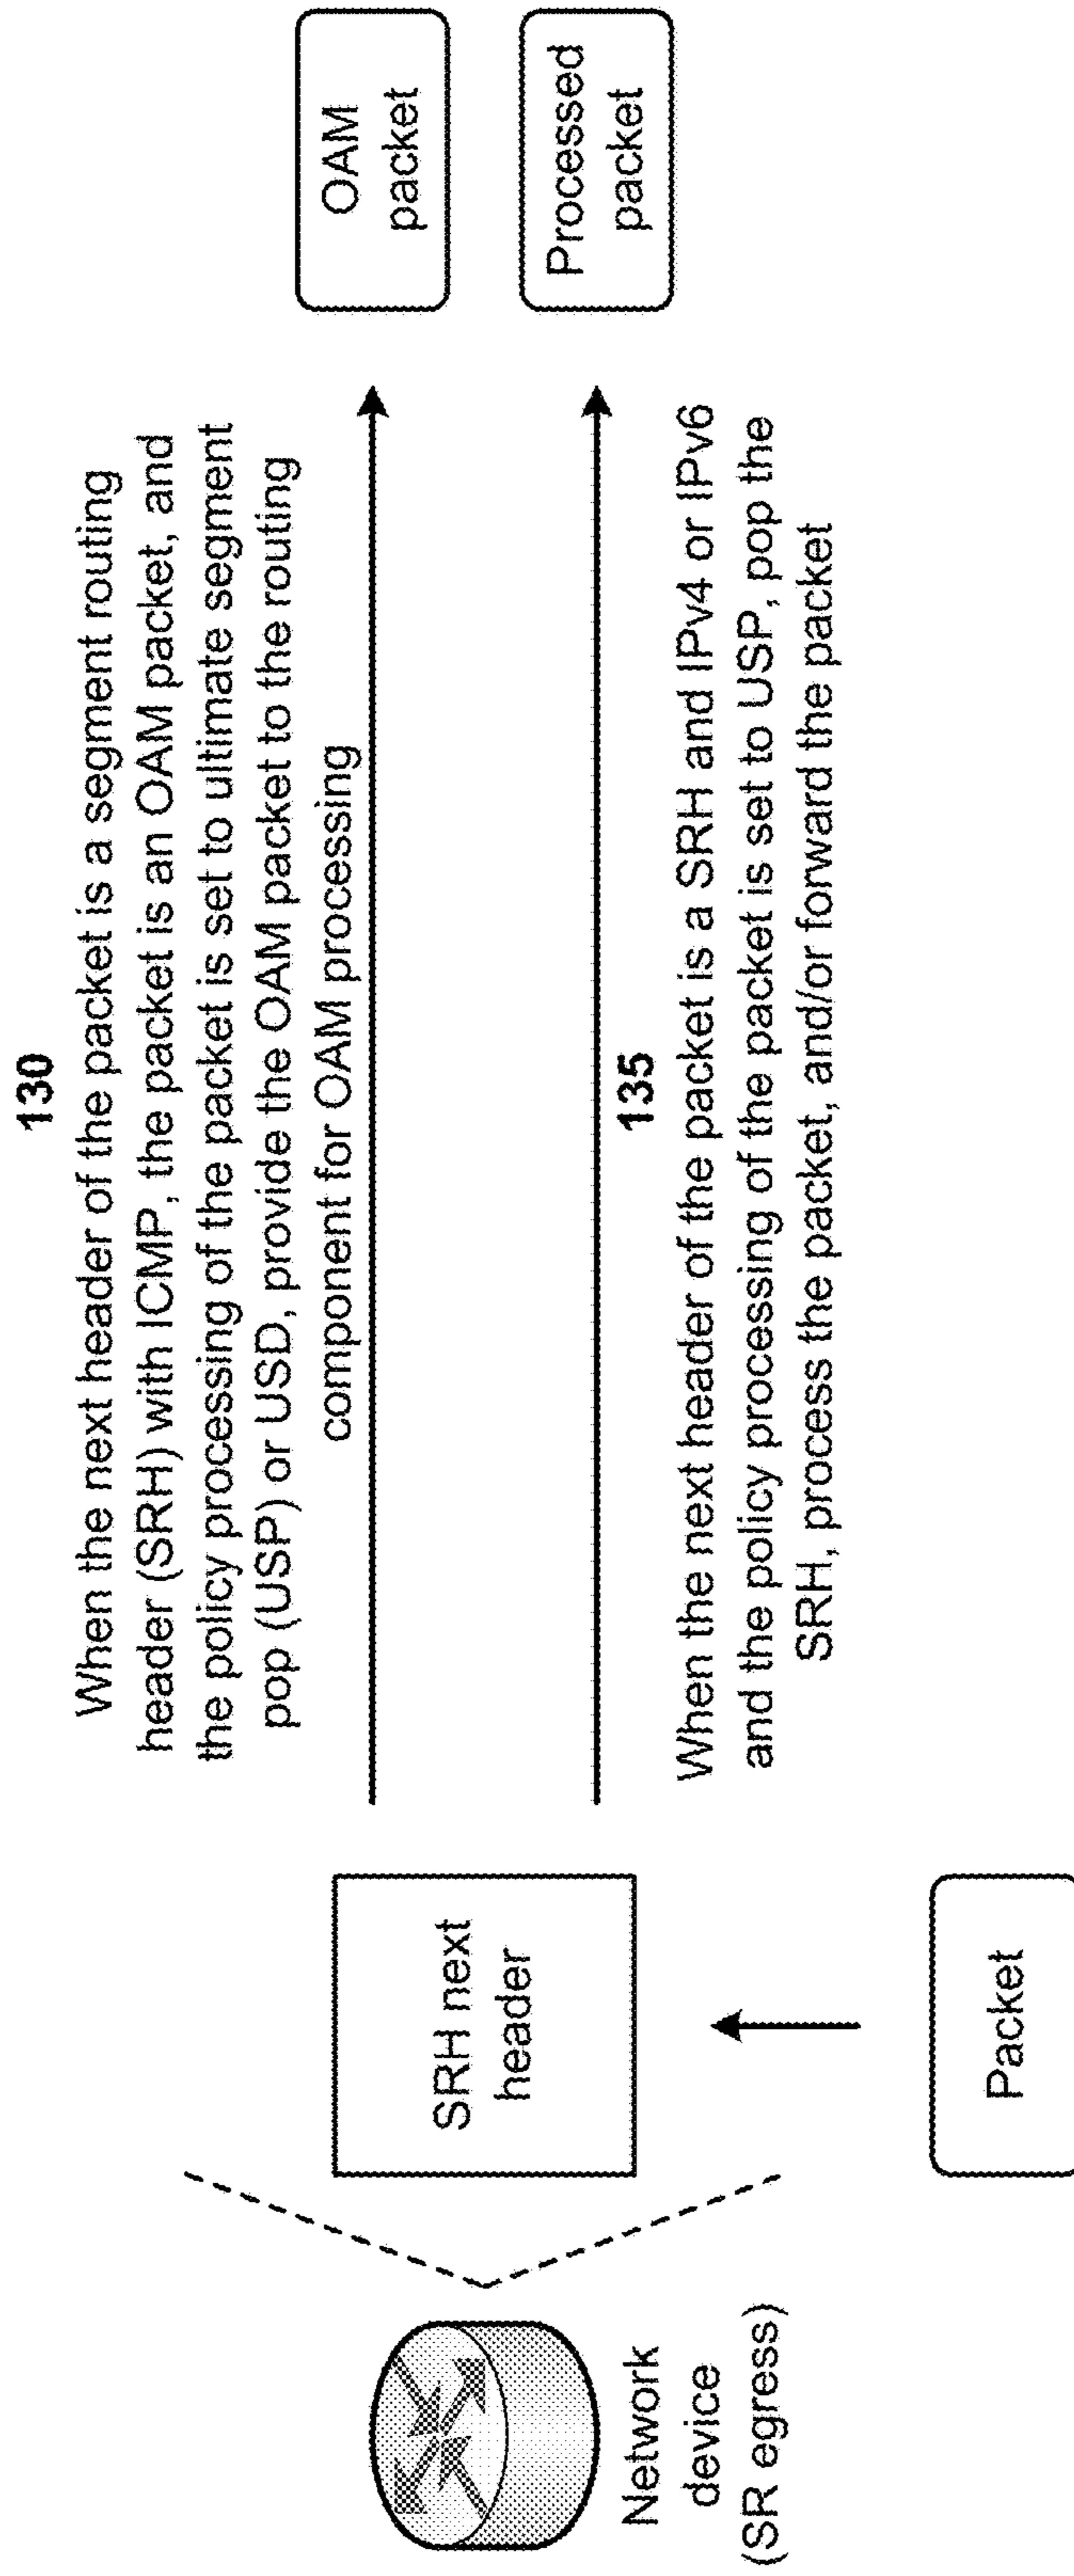 130
When the next header of the packet is a segment routing
header (SRH) with ICMP, the packet is an OAM packet, and
the policy processing of the packet is set to ultimate segment
pop (USP) or USD, provide the OAM packet to the routing
component for OAM processing
OAM
packet
135
When the next header of the packet is a SRH and IPv4 or IPv6
and the policy processing of the packet is set to USP, pop the
SRH, process the packet, and/or forward the packet
Processed
packet
SRH next
header
Network
device
(SR egress)
Packet